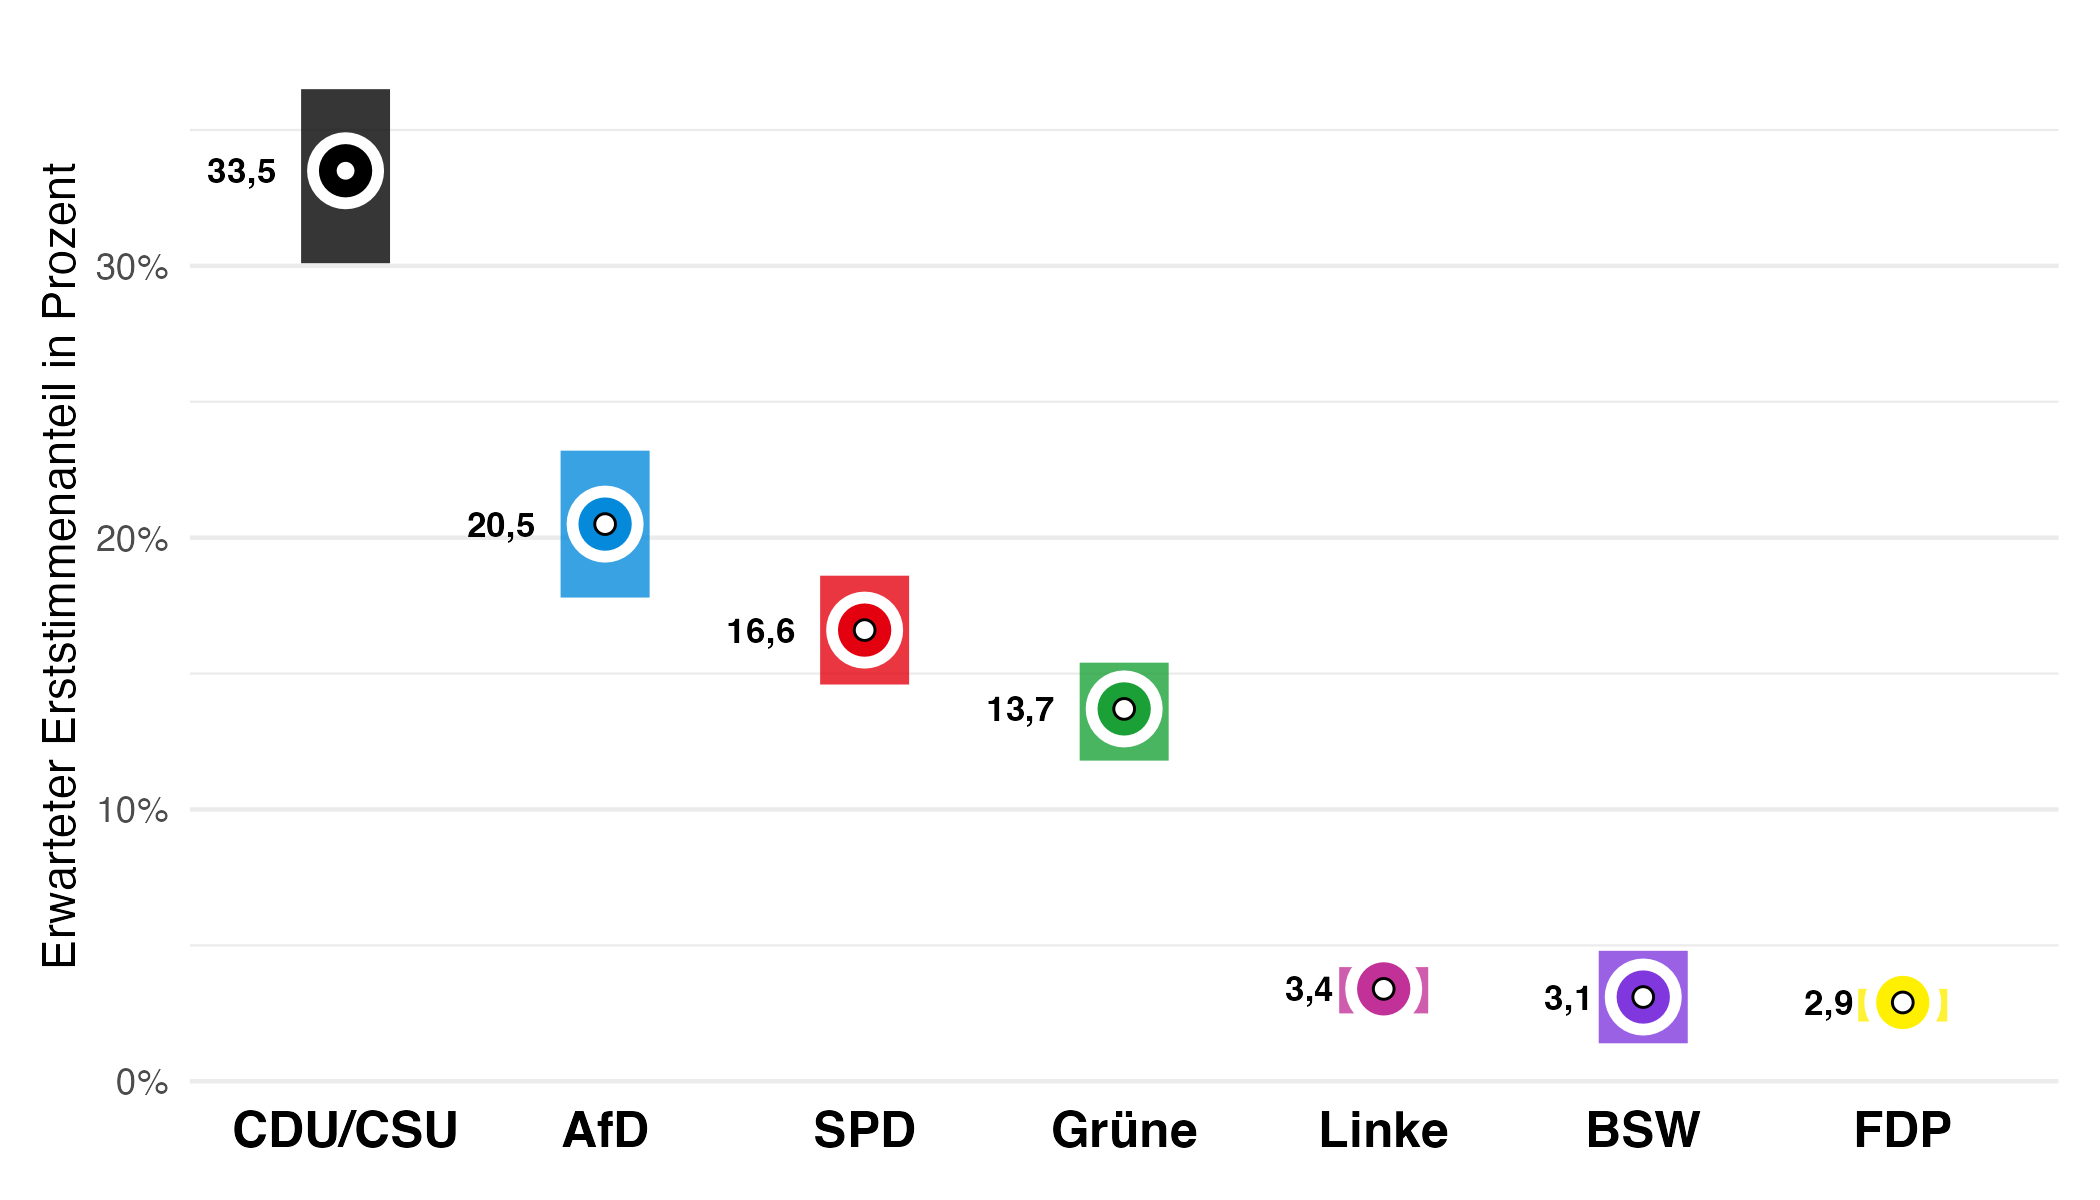 Erwarteter Erststimmenanteil in Prozent
30%
20%
10%
0%
33,5
20,5
16,6
13,7
3,4
3,1
2,9
CDU/CSU
AfD
SPD
Grüne
Linke
BSW
FDP